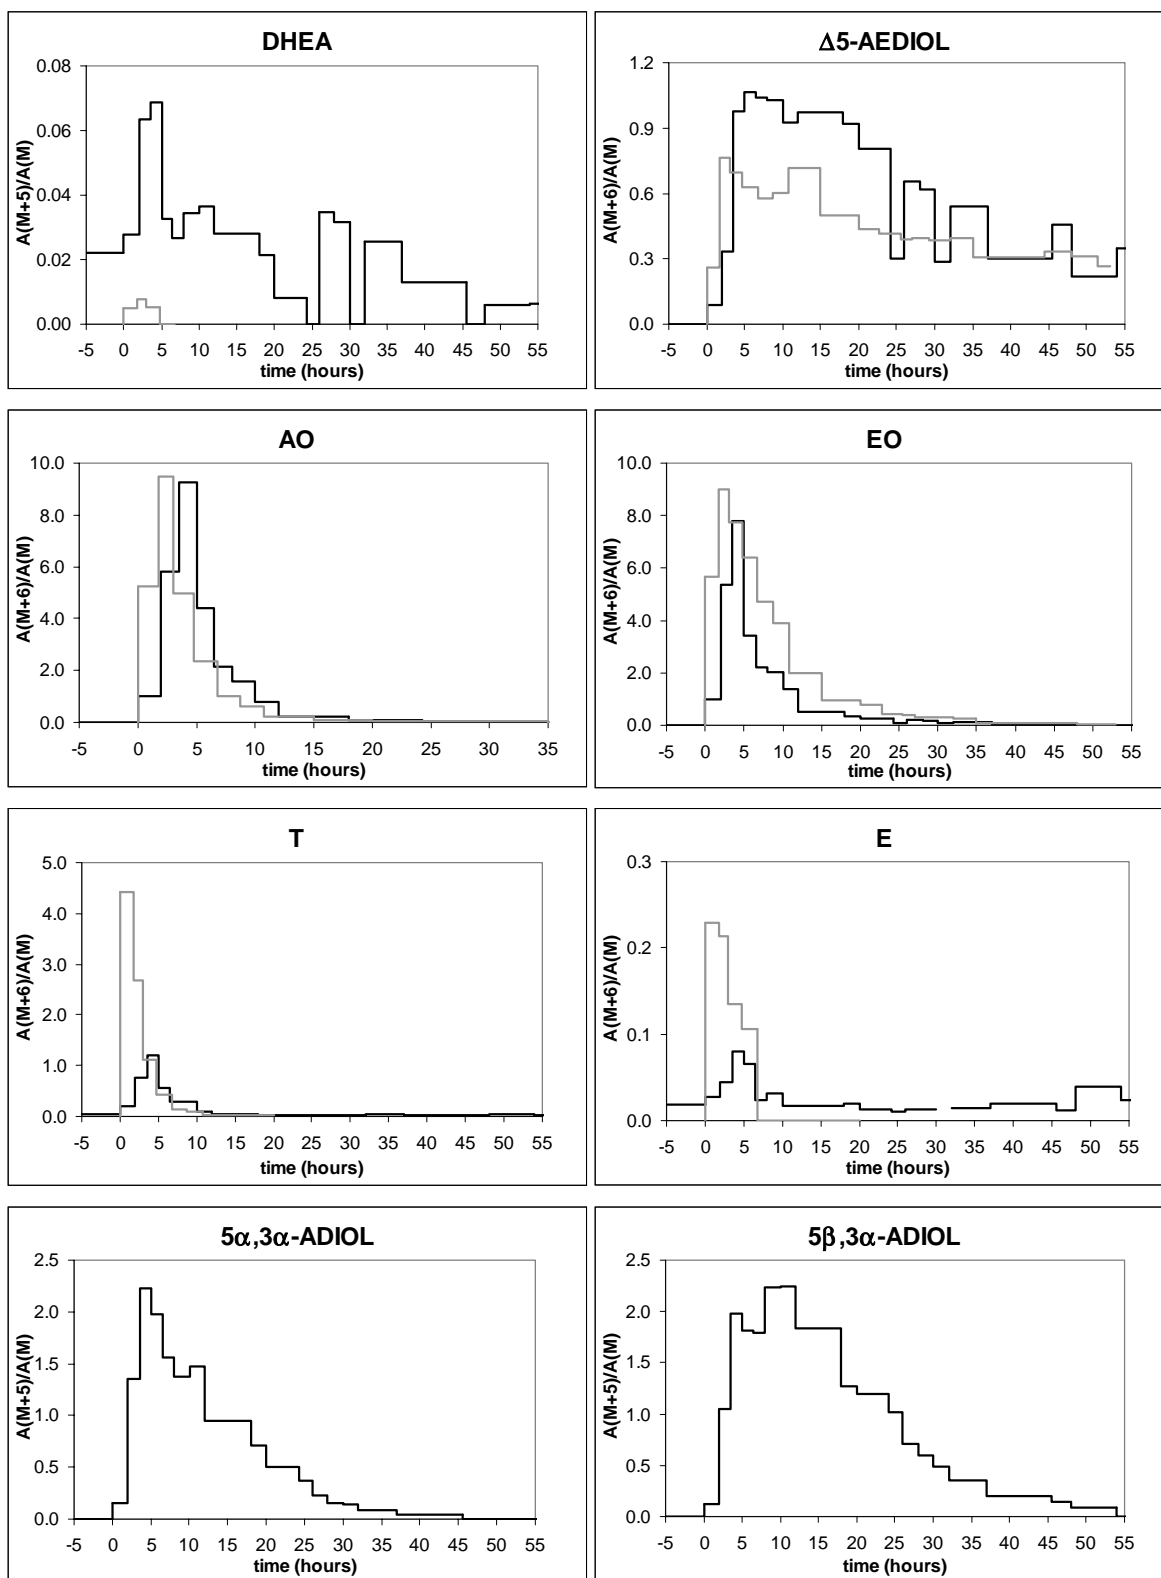 DHEA
A(M+5)/A(M)
0.08
0.06
0.04
0.02
0.00
-5 0 5 10 15 20 25 30 35 40 45 50 55
time (hours)
Δ5-AEDIOL
A(M+6)/A(M)
1.2
0.9
0.6
0.3
0.0
-5 0 5 10 15 20 25 30 35 40 45 50 55
time (hours)
AO
A(M+6)/A(M)
10.0
8.0
6.0
4.0
2.0
0.0
-5 0 5 10 15 20 25 30 35
time (hours)
EO
A(M+6)/A(M)
10.0
8.0
6.0
4.0
2.0
0.0
-5 0 5 10 15 20 25 30 35 40 45 50 55
time (hours)
T
A(M+6)/A(M)
5.0
4.0
3.0
2.0
1.0
0.0
-5 0 5 10 15 20 25 30 35 40 45 50 55
time (hours)
E
A(M+6)/A(M)
0.3
0.2
0.1
0.0
-5 0 5 10 15 20 25 30 35 40 45 50 55
time (hours)
5α,3α-ADIOL
A(M+5)/A(M)
2.5
2.0
1.5
1.0
0.5
0.0
-5 0 5 10 15 20 25 30 35 40 45 50 55
time (hours)
5β,3α-ADIOL
A(M+5)/A(M)
2.5
2.0
1.5
1.0
0.5
0.0
-5 0 5 10 15 20 25 30 35 40 45 50 55
time (hours)